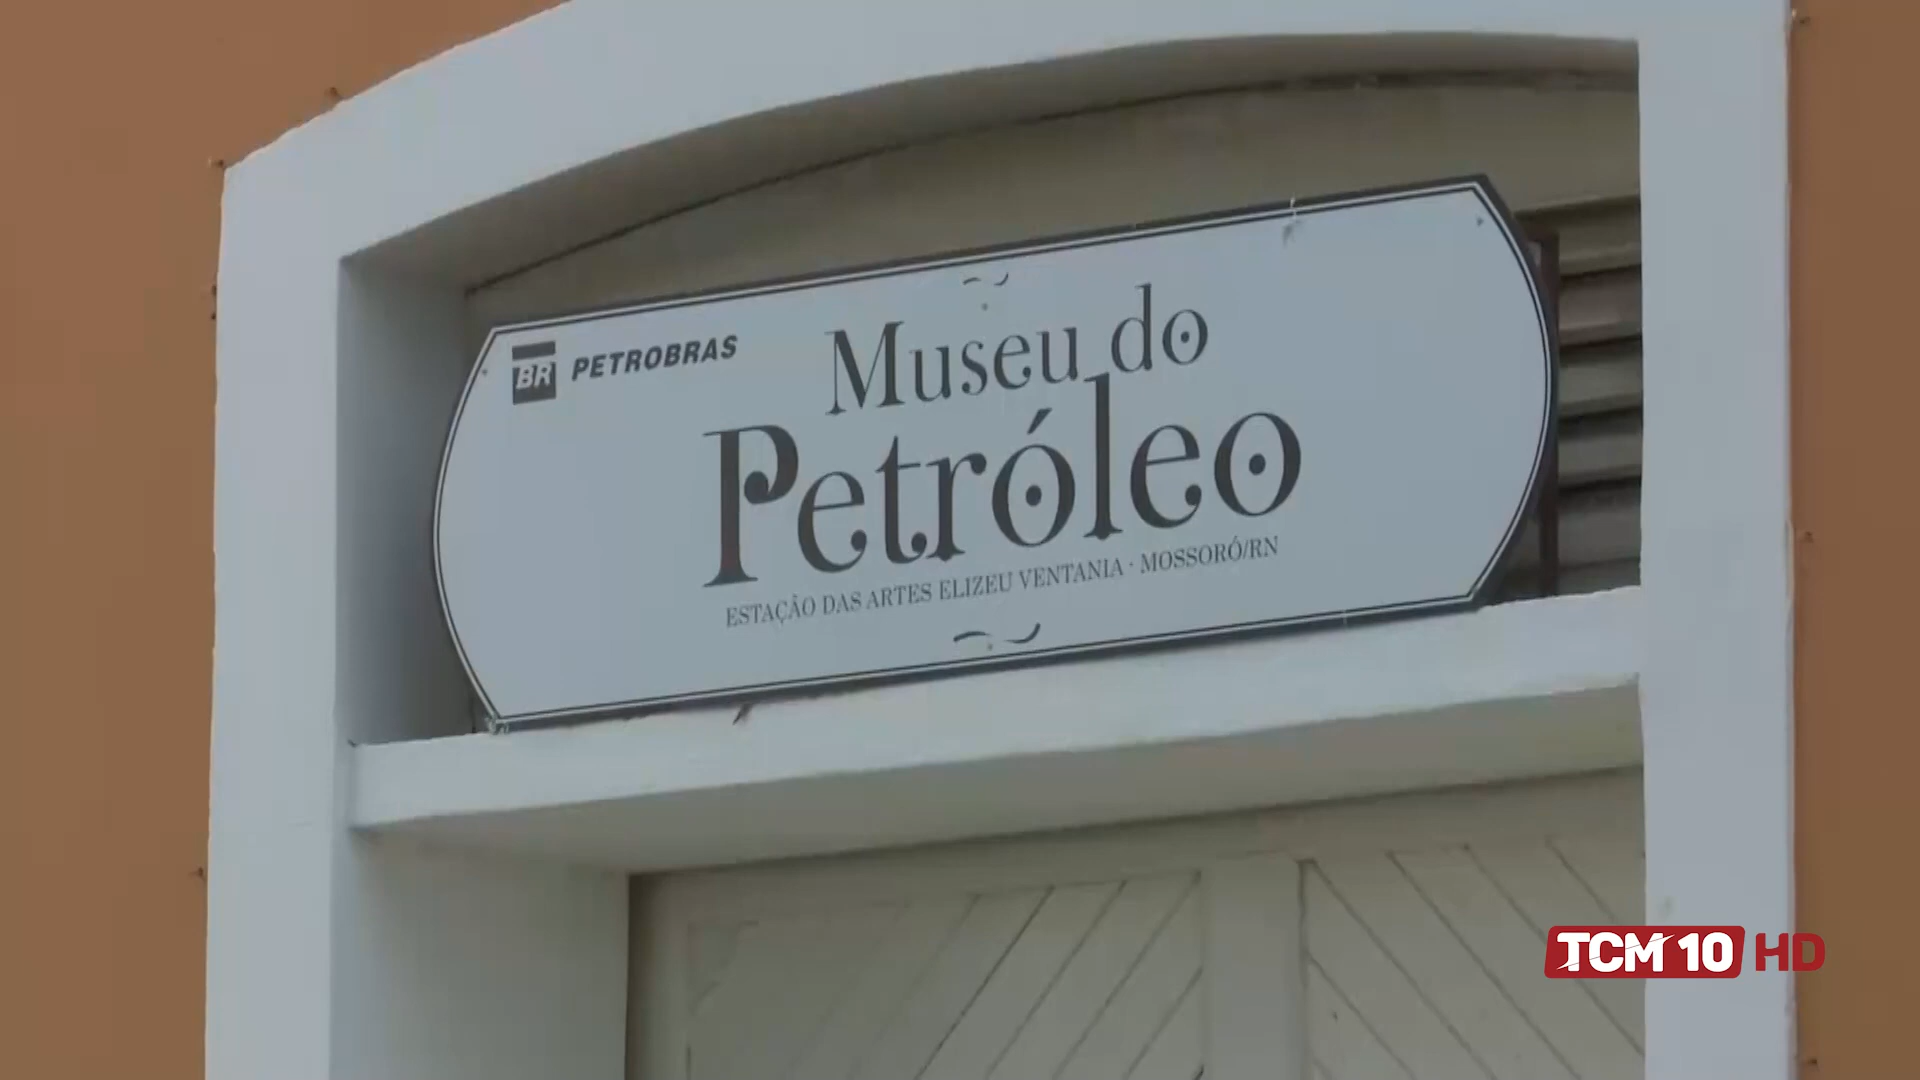 BR PETROBRAS
Museu do
Petróleo
ESTAÇÃO DAS ARTES ELIZEU VENTANIA · MOSSORÓ/RN
TCM 10 HD